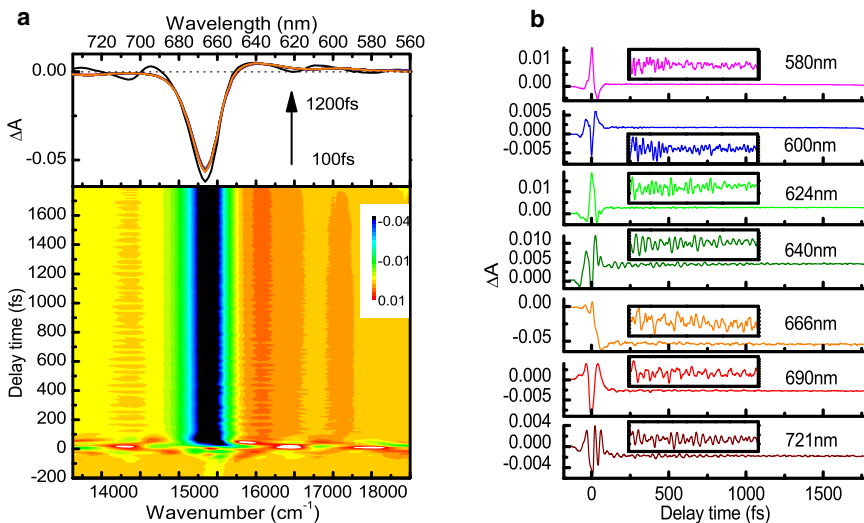 a
Wavelength (nm)
720 700 680 660 640 620 600 580 560
0.00
-0.05
ΔA
1200fs
100fs
1600
1400
1200
1000
800
600
400
200
0
-200
Delay time (fs)
-0.04
-0.01
0.01
14000 15000 16000 17000 18000
Wavenumber (cm⁻¹)
b
0.01
0.00
580nm
0.005
0.000
-0.005
600nm
0.01
0.00
624nm
0.010
0.005
0.000
640nm
ΔA
0.00
-0.05
666nm
0.000
-0.005
690nm
0.004
0.000
-0.004
721nm
0 500 1000 1500
Delay time (fs)